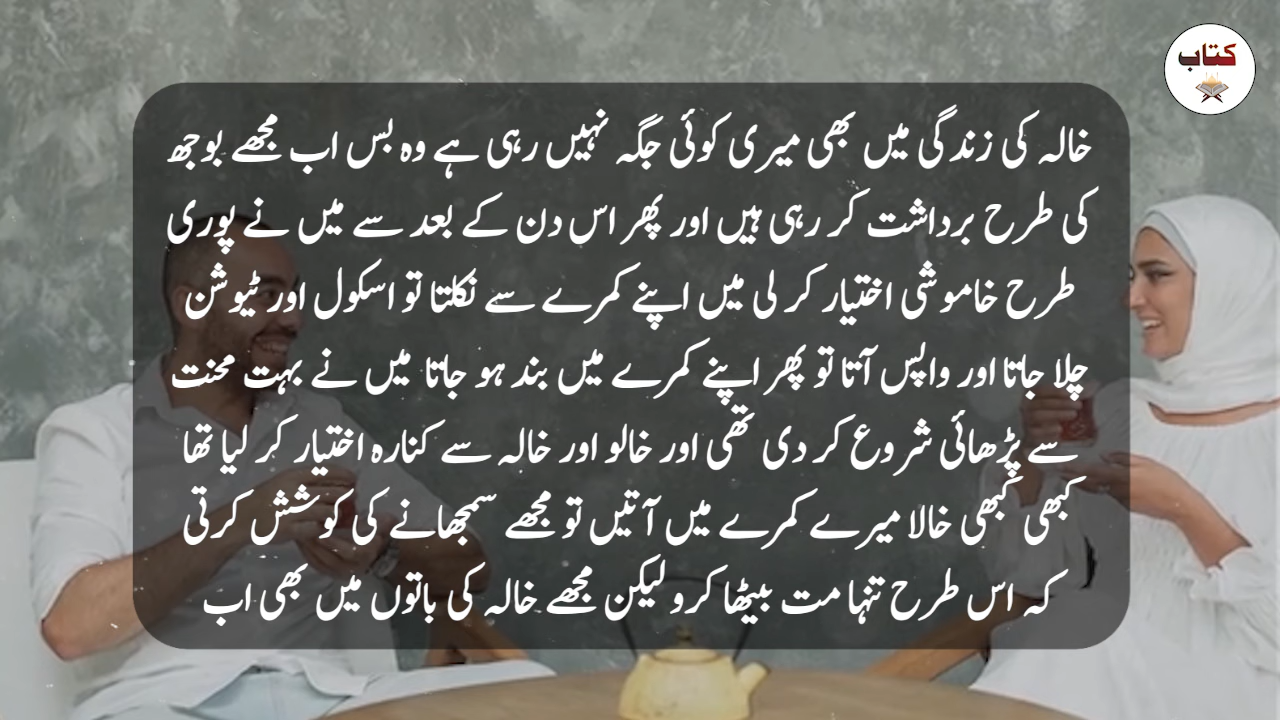 کتاب
خالہ کی زندگی میں بھی میری کوئی جگہ نہیں رہی ہے وہ بس اب مجھے بوجھ
کی طرح برداشت کر رہی ہیں اور پھر اس دن کے بعد سے میں نے پوری
طرح خاموشی اختیار کر لی میں اپنے کمرے سے نکلتا تو اسکول اور ٹیوشن
چلا جاتا اور واپس آتا تو پھر اپنے کمرے میں بند ہو جاتا میں نے بہت محنت
سے پڑھائی شروع کر دی تھی اور خالو اور خالہ سے کنارہ اختیار کر لیا تھا
کبھی کبھی خالا میرے کمرے میں آتیں تو مجھے سمجھانے کی کوشش کرتی
کہ اس طرح تنہا مت بیٹھا کرو لیکن مجھے خالہ کی باتوں میں بھی اب